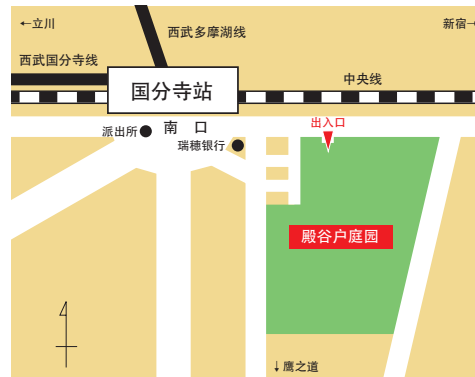 ←立川
新宿→
西武多摩湖线
西武国分寺线
中央线
国分寺站
派出所
南 口
出入口
瑞穗银行
殿谷户庭园
↓鹰之道